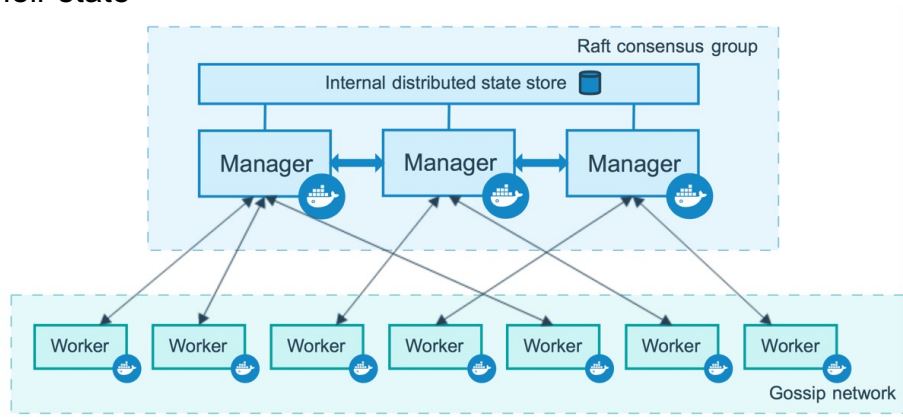 Raft consensus group
Internal distributed state store
Manager Manager Manager
Worker Worker Worker Worker Worker Worker Worker
Gossip network